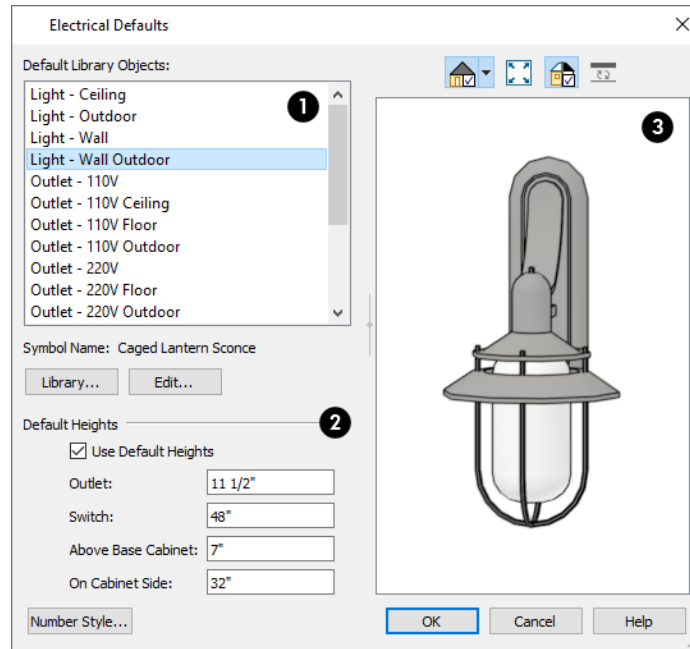 Electrical Defaults
Default Library Objects:
Light - Ceiling
Light - Outdoor
Light - Wall
Light - Wall Outdoor
Outlet - 110V
Outlet - 110V Ceiling
Outlet - 110V Floor
Outlet - 110V Outdoor
Outlet - 220V
Outlet - 220V Floor
Outlet - 220V Outdoor
1
Symbol Name: Caged Lantern Sconce
Library... Edit...
Default Heights
2
Use Default Heights
Outlet: 11 1/2"
Switch: 48"
Above Base Cabinet: 7"
On Cabinet Side: 32"
Number Style...
3
OK Cancel Help